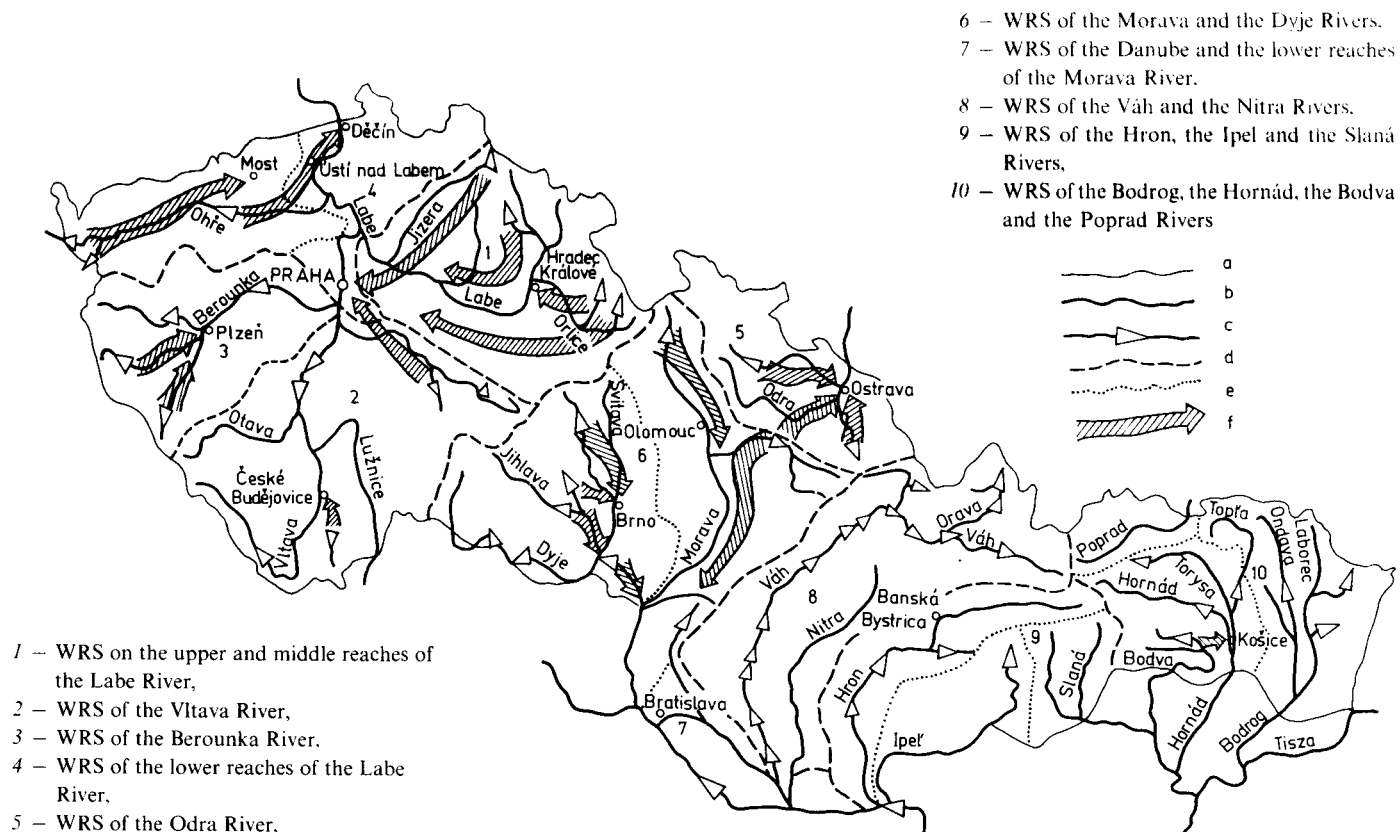 6 – WRS of the Morava and the Dyje Rivers.
7 – WRS of the Danube and the lower reaches
of the Morava River.
8 – WRS of the Váh and the Nitra Rivers.
9 – WRS of the Hron, the Ipel and the Slaná
Rivers,
10 – WRS of the Bodrog, the Hornád, the Bodva
and the Poprad Rivers
a
b
c
d
e
f
Děčín
Most
Ústí nad Labem
4
Labe
Ohře
Jizera
1
Hradec
Králové
PRAHA
Labe
Berounka
Orlice
Plzeň
3
5
Ostrava
Odra
2
Svitava
Otava
Olomouc
6
Lužnice
Jihlava
České
Budějovice
Brno
Morava
Vltava
Dyje
Orava
Váh
Váh
8
Nitra
Banská
Bystrica
Poprad
Topľa
Ondava
Laborec
Torysa
10
Hornád
9
Košice
Bodva
Slaná
Hron
Bratislava
7
Ipeľ
Hornád
Bodrog
Tisza
1 – WRS on the upper and middle reaches of
the Labe River,
2 – WRS of the Vltava River,
3 – WRS of the Berounka River.
4 – WRS of the lower reaches of the Labe
River,
5 – WRS of the Odra River,